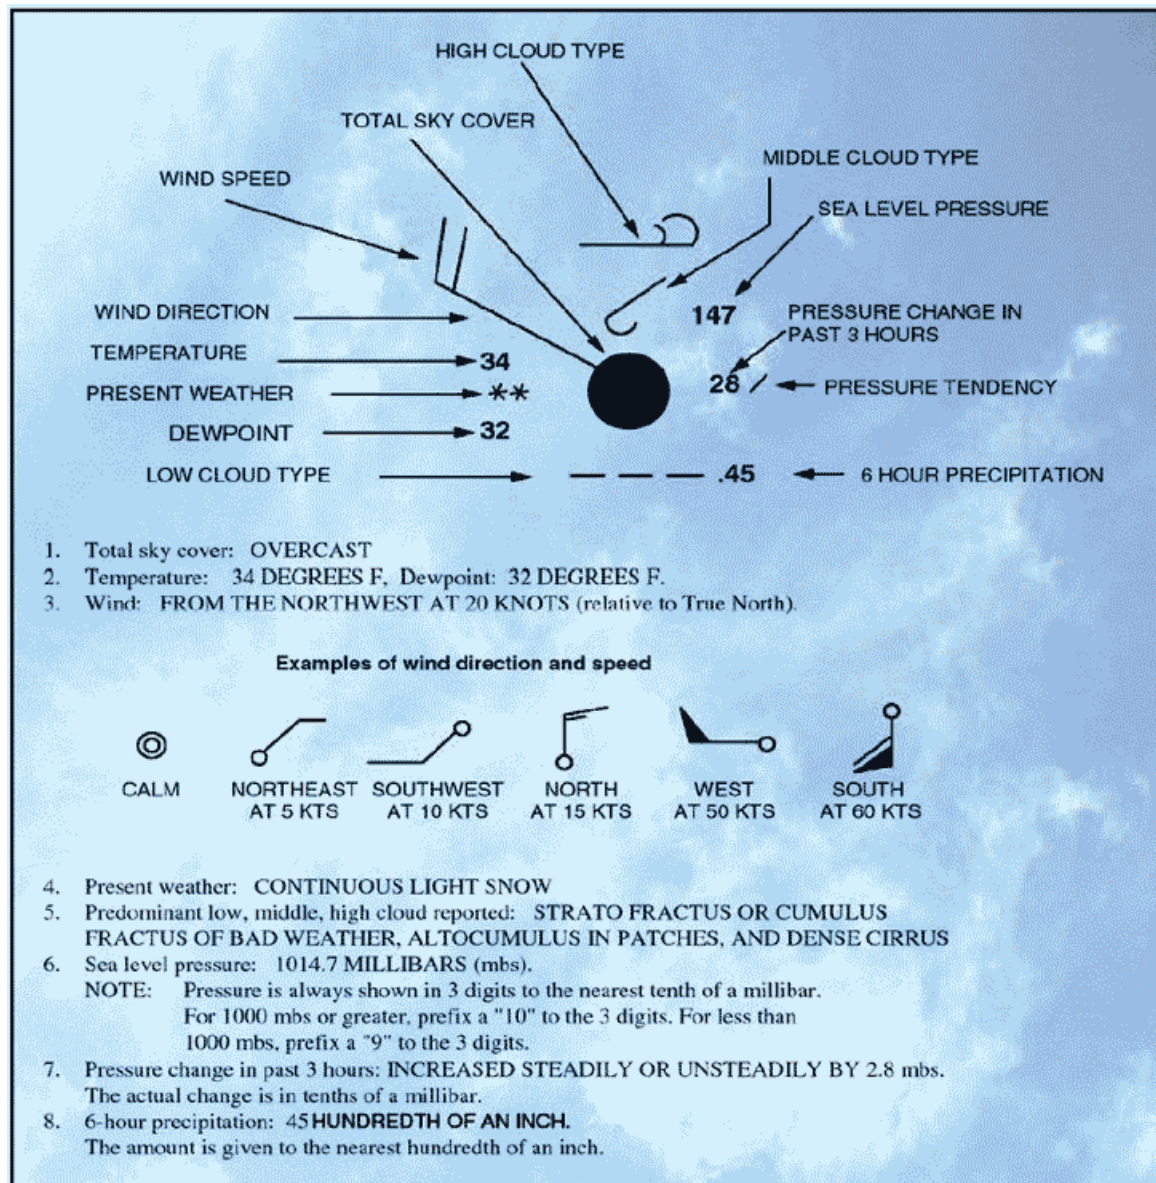 HIGH CLOUD TYPE
TOTAL SKY COVER
MIDDLE CLOUD TYPE
WIND SPEED
SEA LEVEL PRESSURE
WIND DIRECTION
147
PRESSURE CHANGE IN
PAST 3 HOURS
TEMPERATURE
34
28
PRESSURE TENDENCY
PRESENT WEATHER
**
DEWPOINT
32
LOW CLOUD TYPE
.45
6 HOUR PRECIPITATION
1. Total sky cover: OVERCAST
2. Temperature: 34 DEGREES F, Dewpoint: 32 DEGREES F.
3. Wind: FROM THE NORTHWEST AT 20 KNOTS (relative to True North).
Examples of wind direction and speed
CALM
NORTHEAST
AT 5 KTS
SOUTHWEST
AT 10 KTS
NORTH
AT 15 KTS
WEST
AT 50 KTS
SOUTH
AT 60 KTS
4. Present weather: CONTINUOUS LIGHT SNOW
5. Predominant low, middle, high cloud reported: STRATO FRACTUS OR CUMULUS
FRACTUS OF BAD WEATHER, ALTOCUMULUS IN PATCHES, AND DENSE CIRRUS
6. Sea level pressure: 1014.7 MILLIBARS (mbs).
NOTE: Pressure is always shown in 3 digits to the nearest tenth of a millibar.
For 1000 mbs or greater, prefix a "10" to the 3 digits. For less than
1000 mbs, prefix a "9" to the 3 digits.
7. Pressure change in past 3 hours: INCREASED STEADILY OR UNSTEADILY BY 2.8 mbs.
The actual change is in tenths of a millibar.
8. 6-hour precipitation: 45 HUNDREDTH OF AN INCH.
The amount is given to the nearest hundredth of an inch.